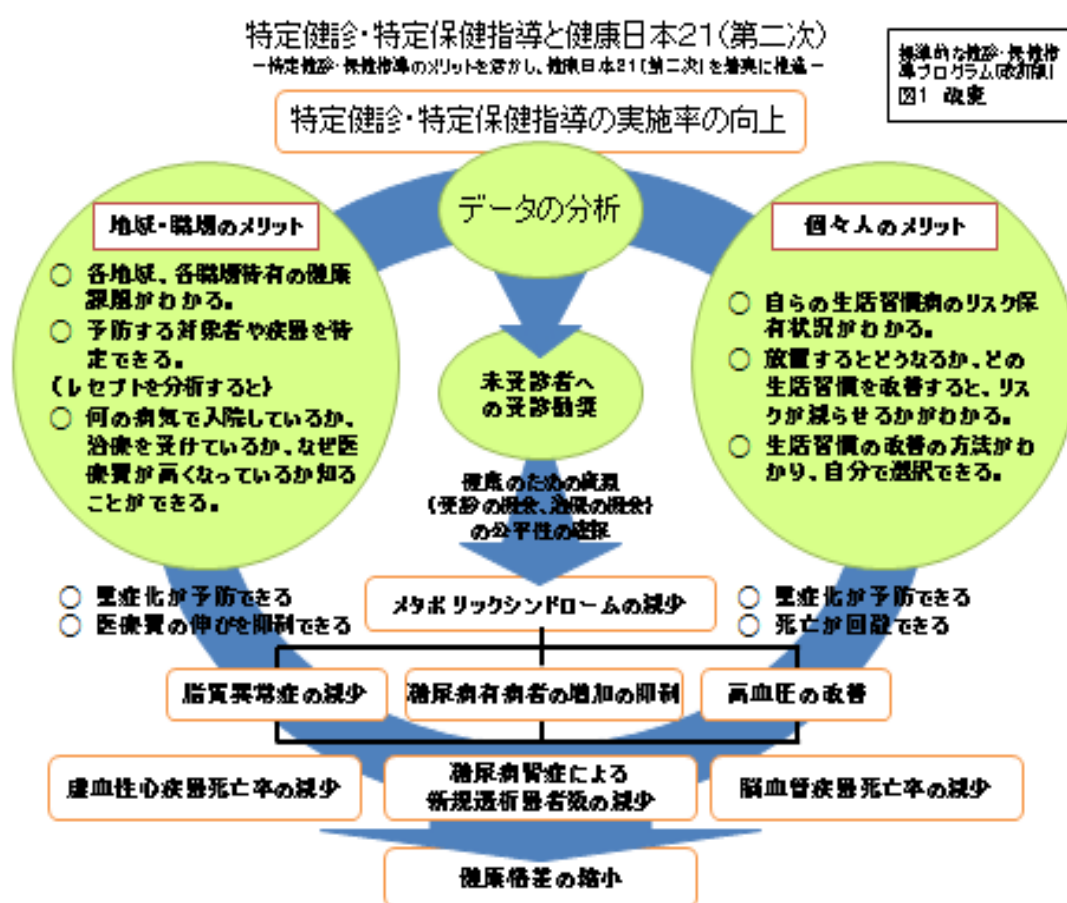 特定健診・特定保健指導と健康日本21(第二次)
－特定健診・保健指導のメリットを活かし、健康日本21(第二次)を着実に推進－
標準的な健診・保健指
導プログラム[改訂版]
図1 改変
特定健診・特定保健指導の実施率の向上
データの分析
地域・職場のメリット
○ 各地域、各職場特有の健康
課題がわかる。
○ 予防する対象者や疾患を特
定できる。
(レセプトを分析すると)
○ 何の病気で入院しているか、
治療を受けているか、なぜ医
療費が高くなっているか知る
ことができる。
個々人のメリット
○ 自らの生活習慣病のリスク保
有状況がわかる。
○ 放置するとどうなるか、どの
生活習慣を改善すると、リス
クが減らせるかがわかる。
○ 生活習慣の改善の方法がわ
かり、自分で選択できる。
未受診者へ
の受診勧奨
健康のための資源
(受診の機会、治療の機会)
の公平性の確保
○ 重症化が予防できる
○ 医療費の伸びを抑制できる
メタボリックシンドロームの減少
○ 重症化が予防できる
○ 死亡が回避できる
脂質異常症の減少
糖尿病有病者の増加の抑制
高血圧の改善
虚血性心疾患死亡率の減少
糖尿病腎症による
新規透析患者数の減少
脳血管疾患死亡率の減少
健康格差の縮小